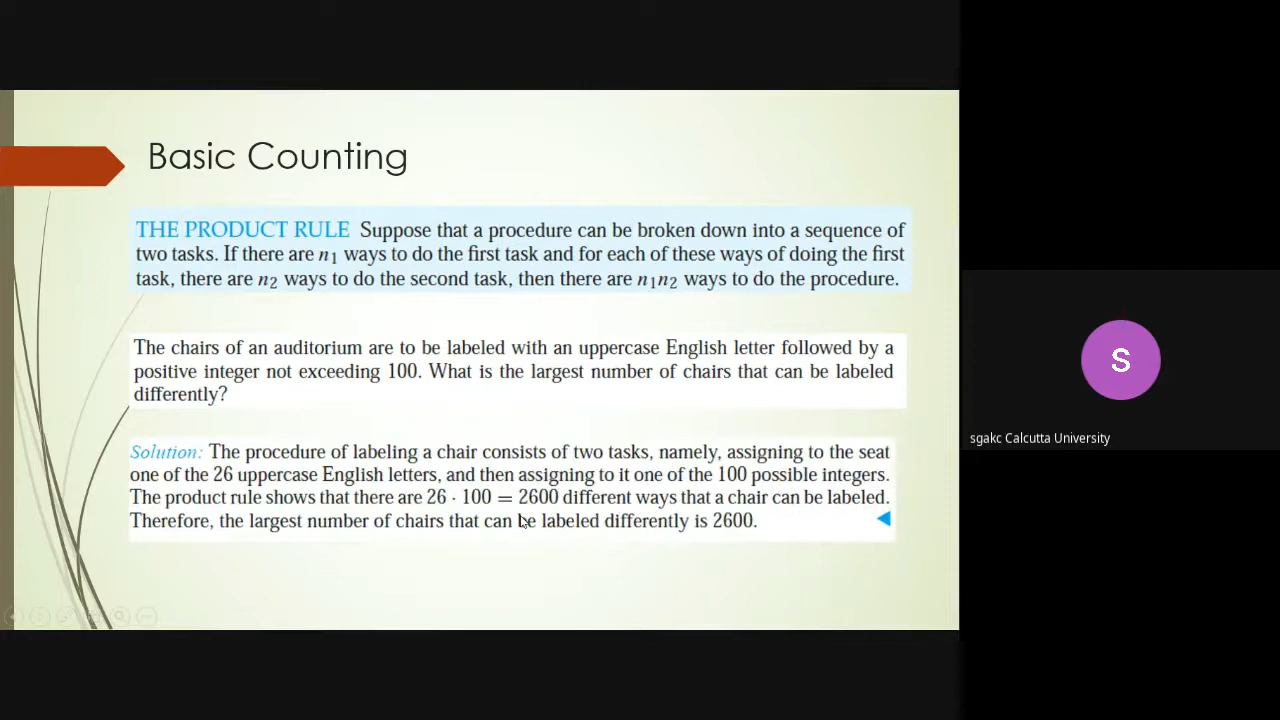 Basic Counting
THE PRODUCT RULE Suppose that a procedure can be broken down into a sequence of
two tasks. If there are n₁ ways to do the first task and for each of these ways of doing the first
task, there are n₂ ways to do the second task, then there are n₁n₂ ways to do the procedure.
The chairs of an auditorium are to be labeled with an uppercase English letter followed by a
positive integer not exceeding 100. What is the largest number of chairs that can be labeled
differently?
Solution: The procedure of labeling a chair consists of two tasks, namely, assigning to the seat
one of the 26 uppercase English letters, and then assigning to it one of the 100 possible integers.
The product rule shows that there are 26 · 100 = 2600 different ways that a chair can be labeled.
Therefore, the largest number of chairs that can be labeled differently is 2600.
S
sgakc Calcutta University